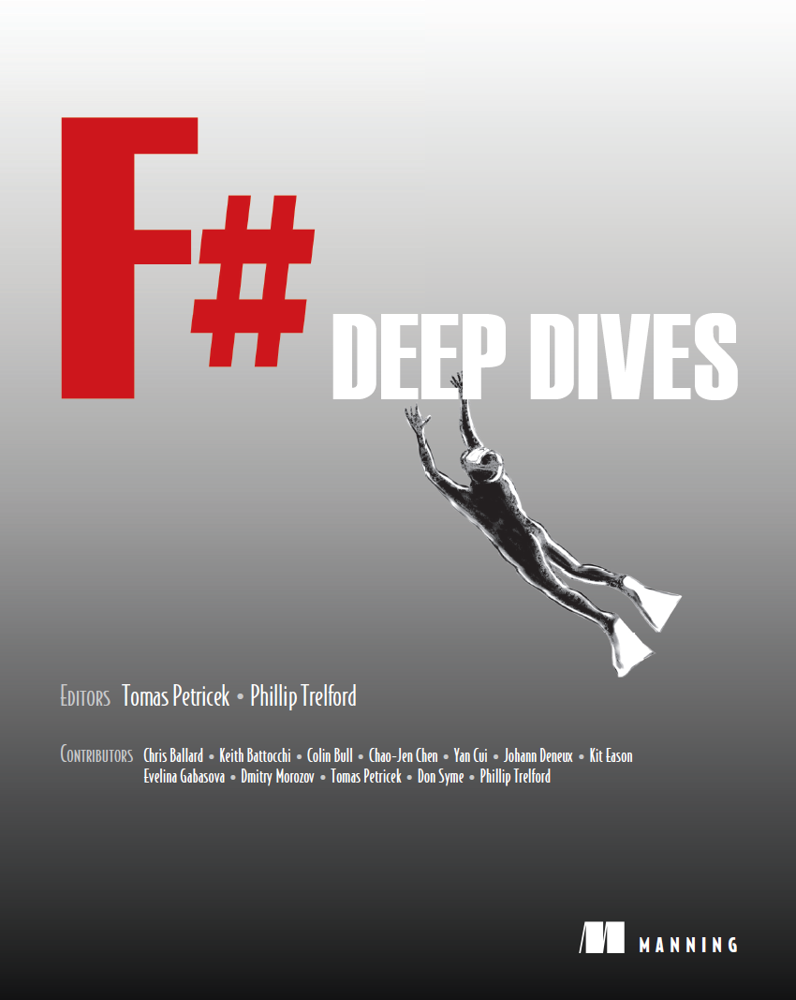 F# DEEP DIVES
EDITORS Tomas Petricek • Phillip Trelford
CONTRIBUTORS Chris Ballard • Keith Battocchi • Colin Bull • Chao-Jen Chen • Yan Cui • Johann Deneux • Kit Eason
Evelina Gabasova • Dmitry Morozov • Tomas Petricek • Don Syme • Phillip Trelford
MANNING